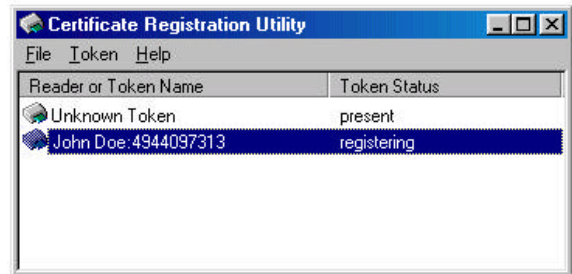 Certificate Registration Utility
File Token Help
Reader or Token Name Token Status
Unknown Token present
John Doe:4944097313 registering